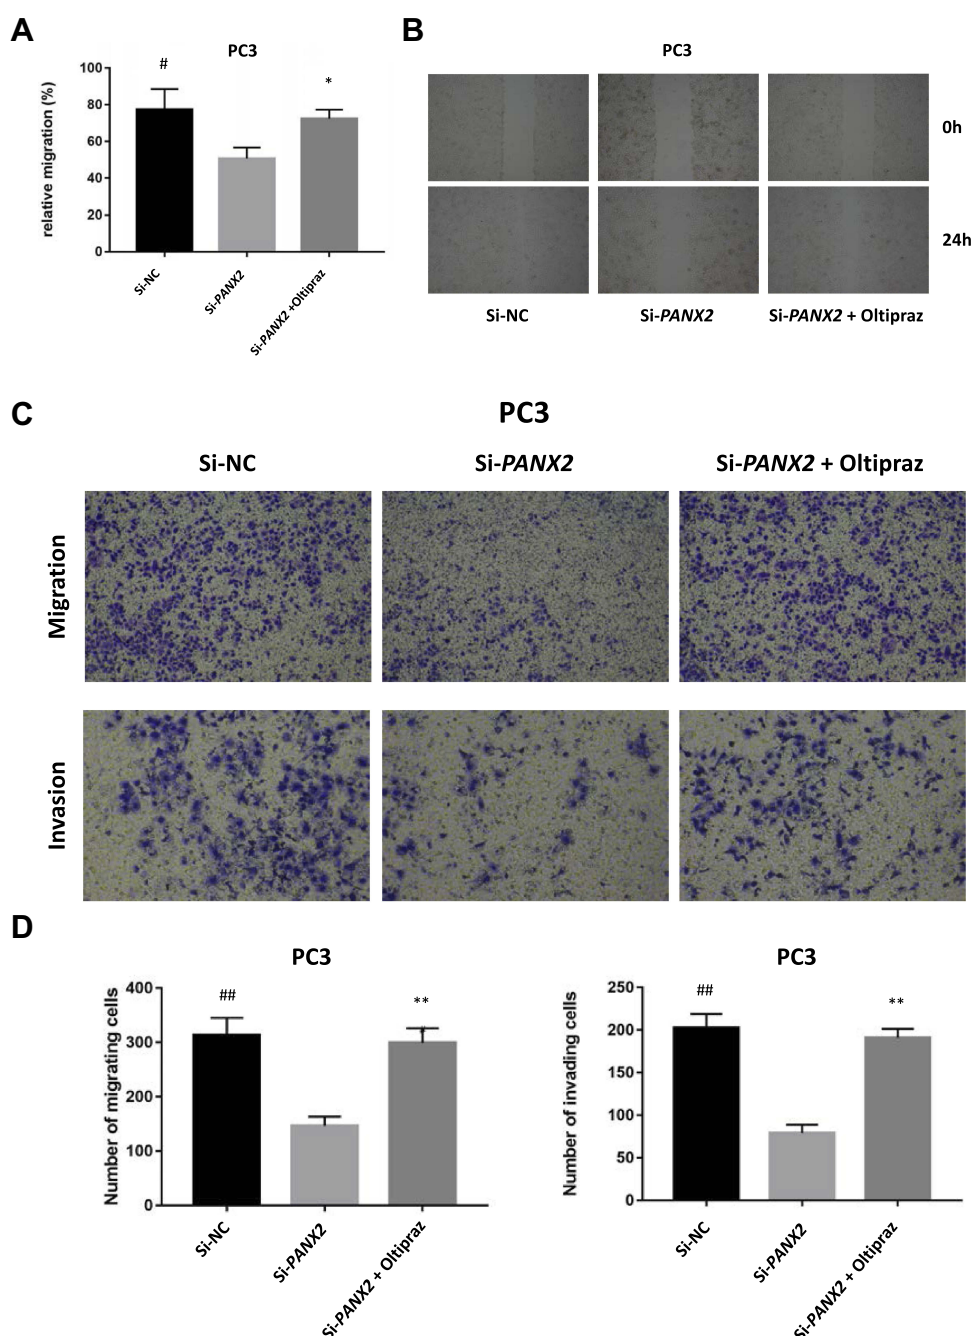 A
PC3
relative migration (%)
100
80
60
40
20
0
#
*
Si-NC
Si-PANX2
Si-PANX2 +Oltipraz
B
PC3
0h
24h
Si-NC
Si-PANX2
Si-PANX2 + Oltipraz
C
PC3
Si-NC
Si-PANX2
Si-PANX2 + Oltipraz
Migration
Invasion
D
PC3
Number of migrating cells
400
300
200
100
0
##
**
Si-NC
Si-PANX2
Si-PANX2 + Oltipraz
PC3
Number of invading cells
250
200
150
100
50
0
##
**
Si-NC
Si-PANX2
Si-PANX2 + Oltipraz